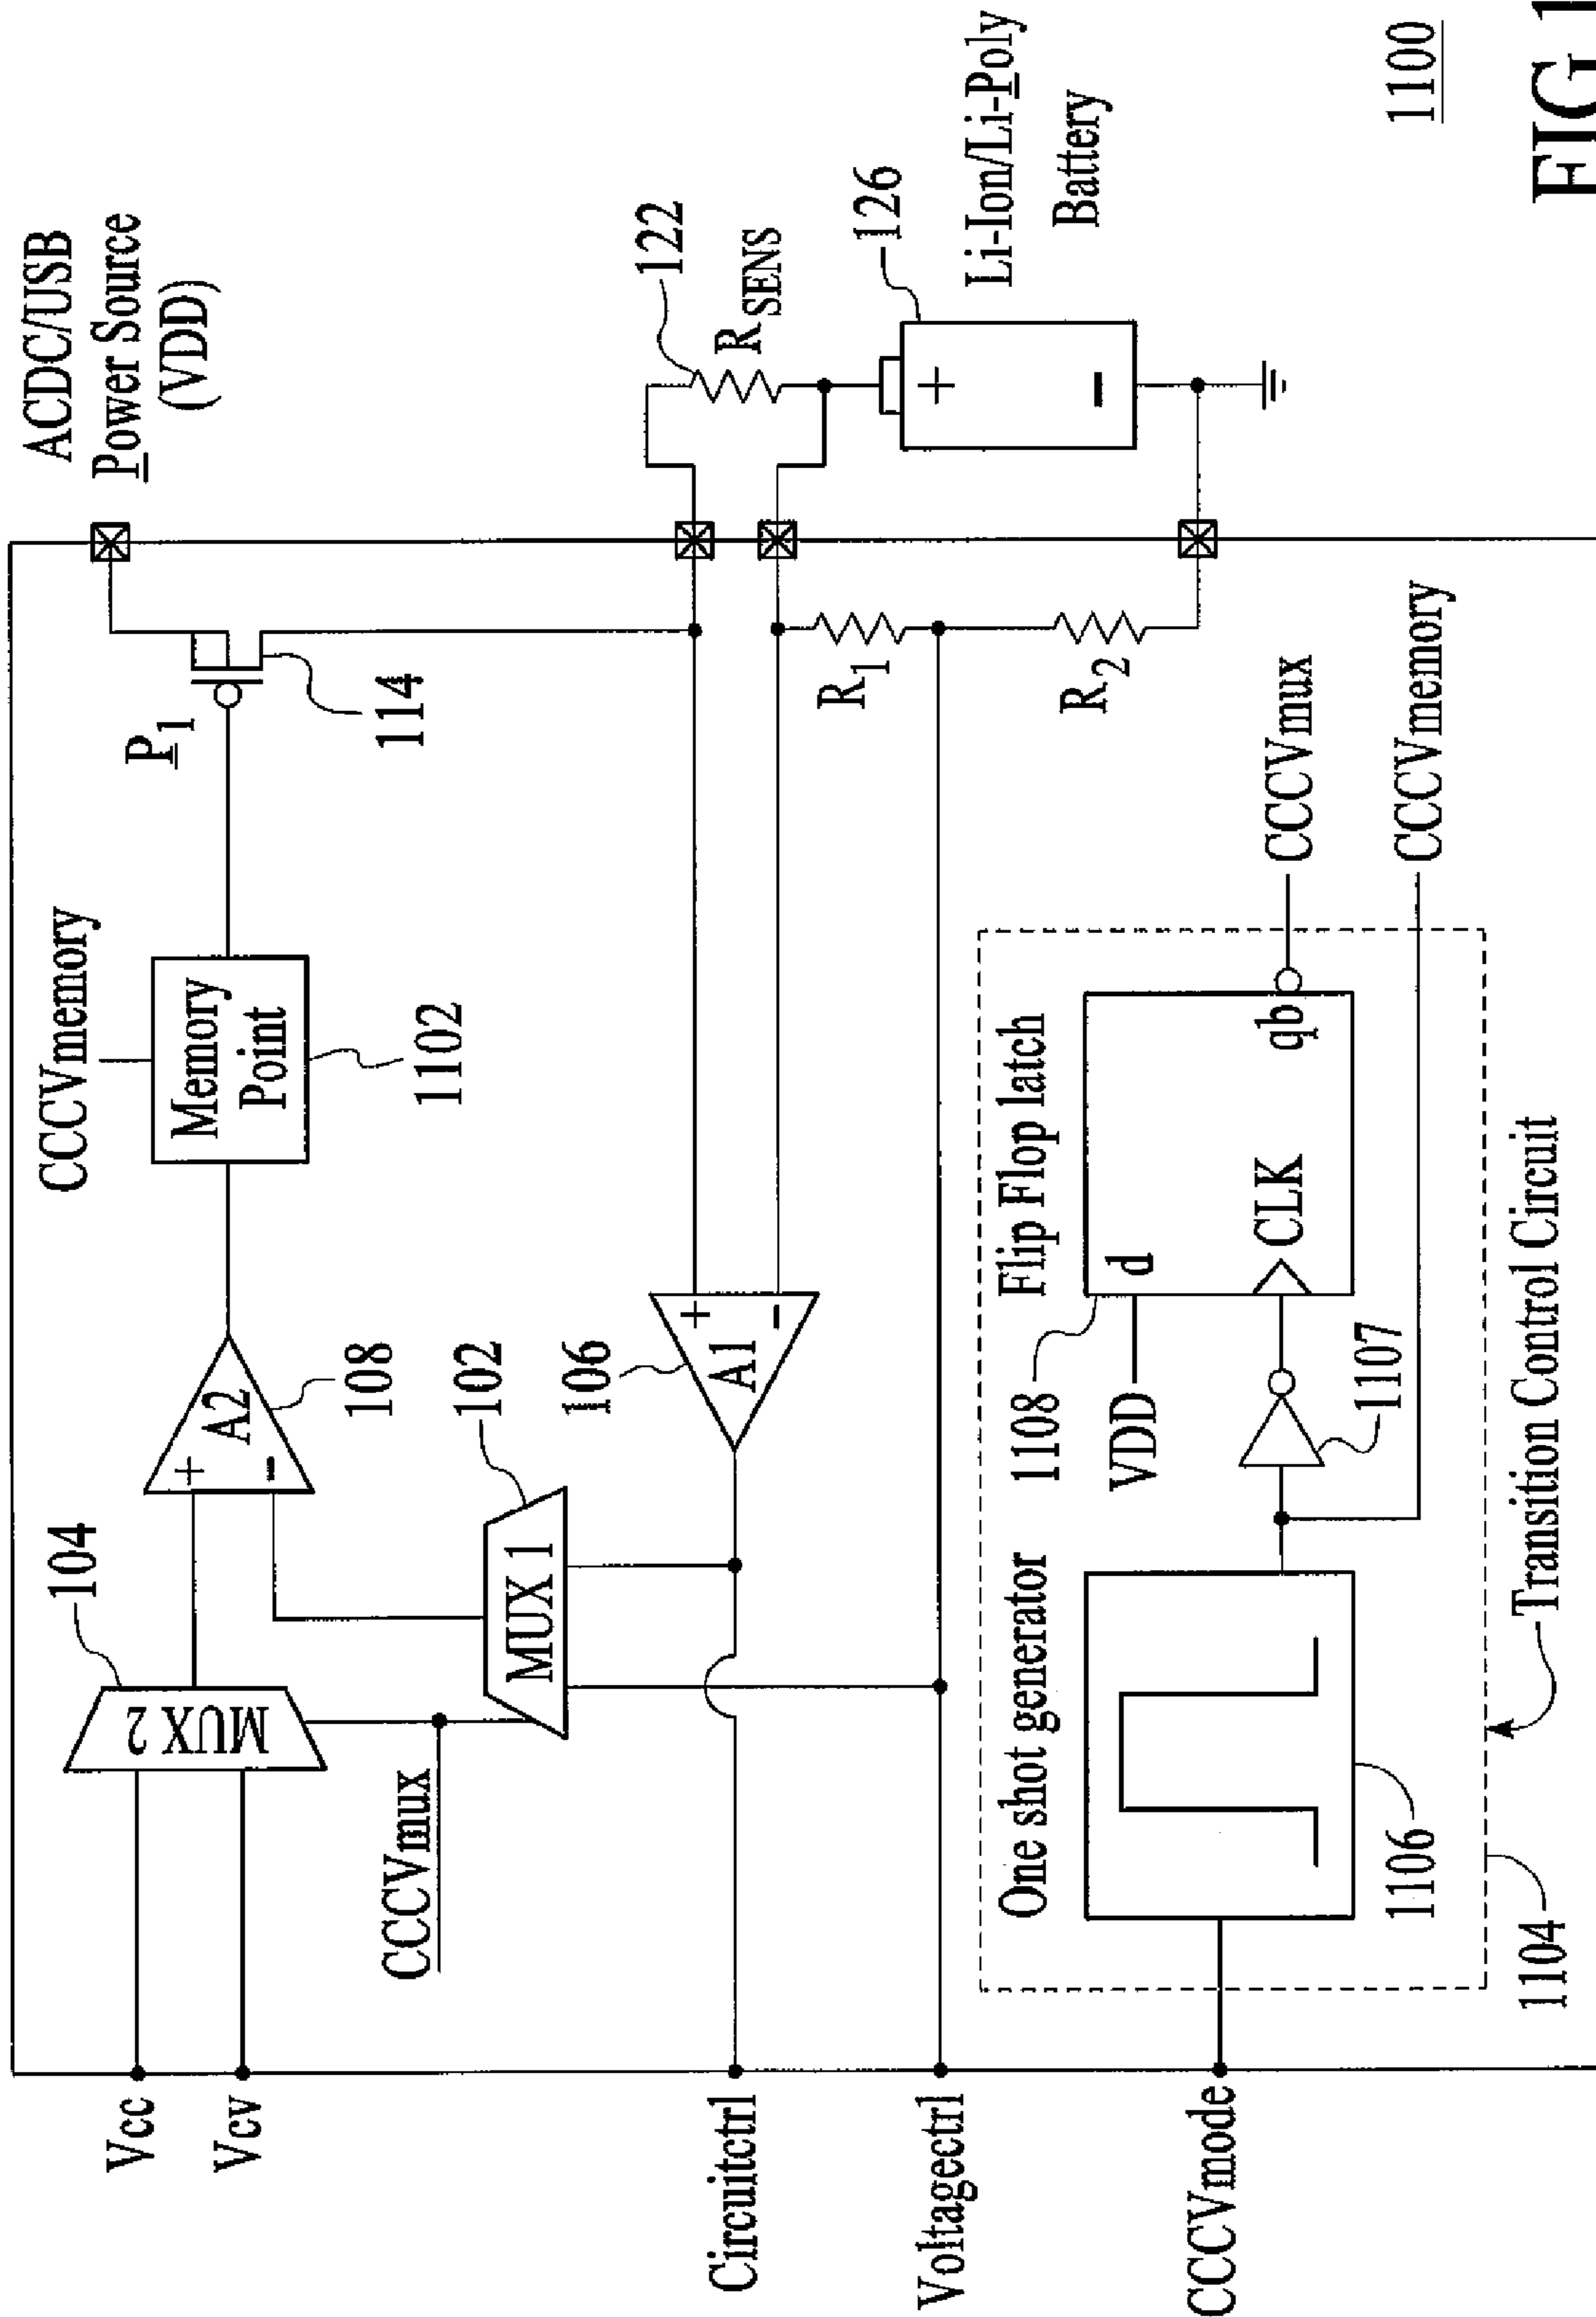 ACDC/USB
Power Source
(VDD)
CCCVmemory
P1
104
MUX 2
A2
+
-
108
Memory
Point
1102
114
Vcc
Vcv
CCCVmux
MUX 1
102
106
A1
+
-
122
RSENS
126
+
-
Li-Ion/Li-Poly
Battery
R1
R2
Circuitctrl
Voltagectrl
CCCVmode
One shot generator
1106
1107
Flip Flop latch
1108
VDD
d
CLK
qb
CCCVmux
CCCVmemory
1104
Transition Control Circuit
1100